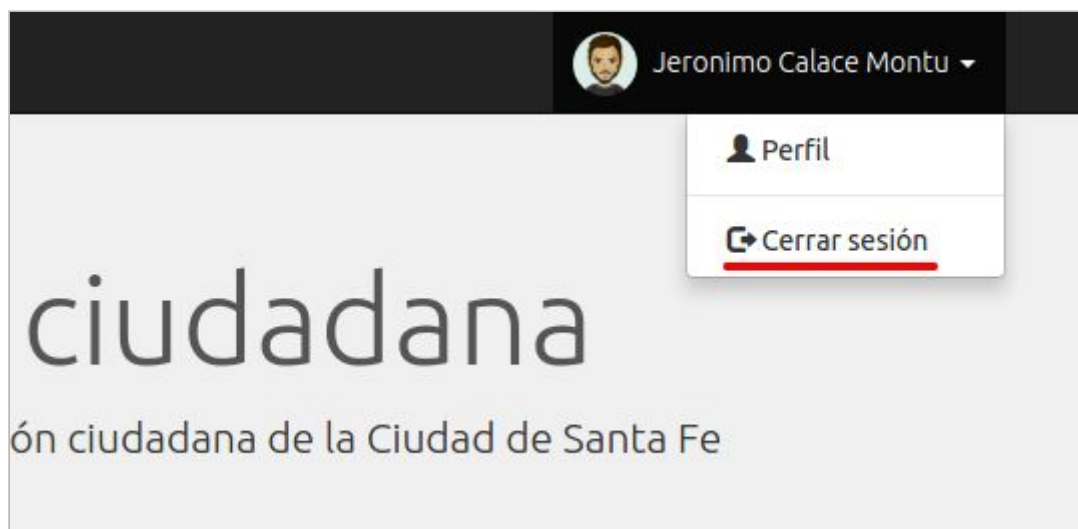 Jeronimo Calace Montu
Perfil
Cerrar sesión
ciudadana
ón ciudadana de la Ciudad de Santa Fe